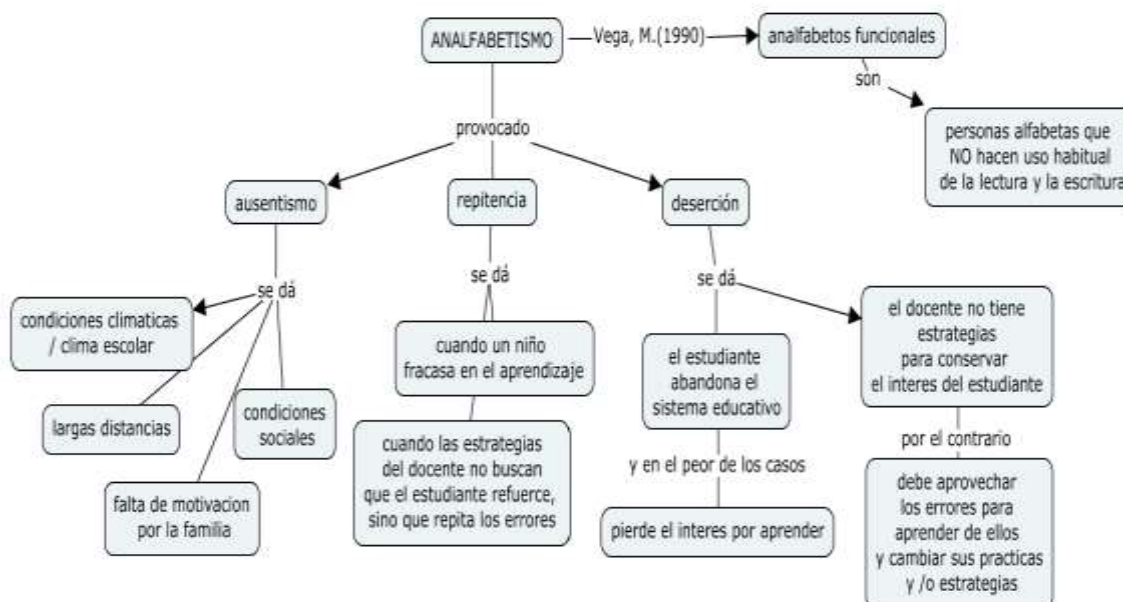 ANALFABETISMO
Vega, M.(1990)
analfabetos funcionales
son
personas alfabetas que
NO hacen uso habitual
de la lectura y la escritura
provocado
ausentismo
repitencia
deserción
se dá
condiciones climaticas
/ clima escolar
largas distancias
falta de motivacion
por la familia
condiciones
sociales
se dá
cuando un niño
fracasa en el aprendizaje
cuando las estrategias
del docente no buscan
que el estudiante refuerce,
sino que repita los errores
se dá
el estudiante
abandona el
sistema educativo
y en el peor de los casos
pierde el interes por aprender
el docente no tiene
estrategias
para conservar
el interes del estudiante
por el contrario
debe aprovechar
los errores para
aprender de ellos
y cambiar sus practicas
y /o estrategias